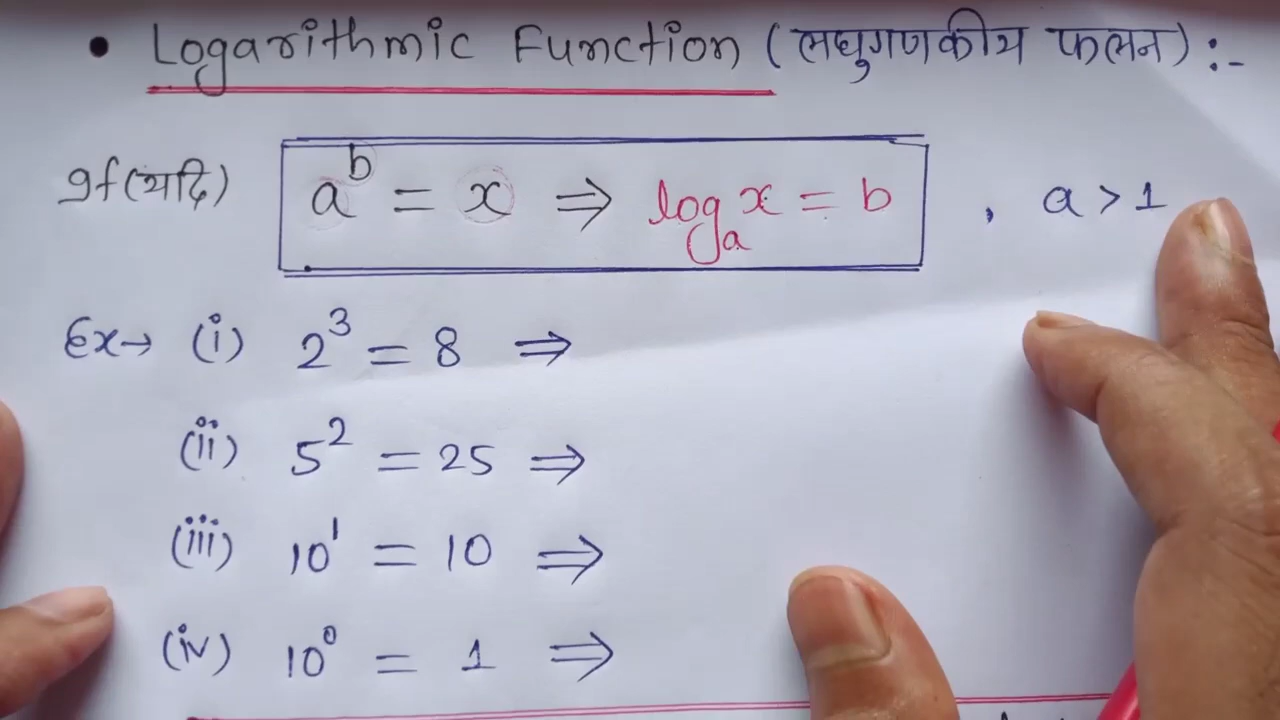 • Logarithmic Function (लघुगणकीय फलन) :-
If (यदि) a^b = x ⇒ log_a x = b , a > 1
Ex→ (i) 2^3 = 8 ⇒
(ii) 5^2 = 25 ⇒
(iii) 10^1 = 10 ⇒
(iv) 10^0 = 1 ⇒